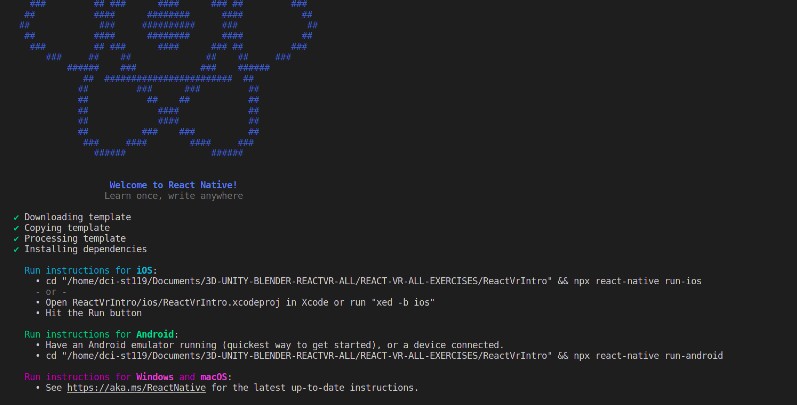 Welcome to React Native!
Learn once, write anywhere
✔ Downloading template
✔ Copying template
✔ Processing template
✔ Installing dependencies
Run instructions for iOS:
• cd "/home/dci-st119/Documents/3D-UNITY-BLENDER-REACTVR-ALL/REACT-VR-ALL-EXERCISES/ReactVrIntro" && npx react-native run-ios
- or -
• Open ReactVrIntro/ios/ReactVrIntro.xcodeproj in Xcode or run "xed -b ios"
• Hit the Run button
Run instructions for Android:
• Have an Android emulator running (quickest way to get started), or a device connected.
• cd "/home/dci-st119/Documents/3D-UNITY-BLENDER-REACTVR-ALL/REACT-VR-ALL-EXERCISES/ReactVrIntro" && npx react-native run-android
Run instructions for Windows and macOS:
• See https://aka.ms/ReactNative for the latest up-to-date instructions.